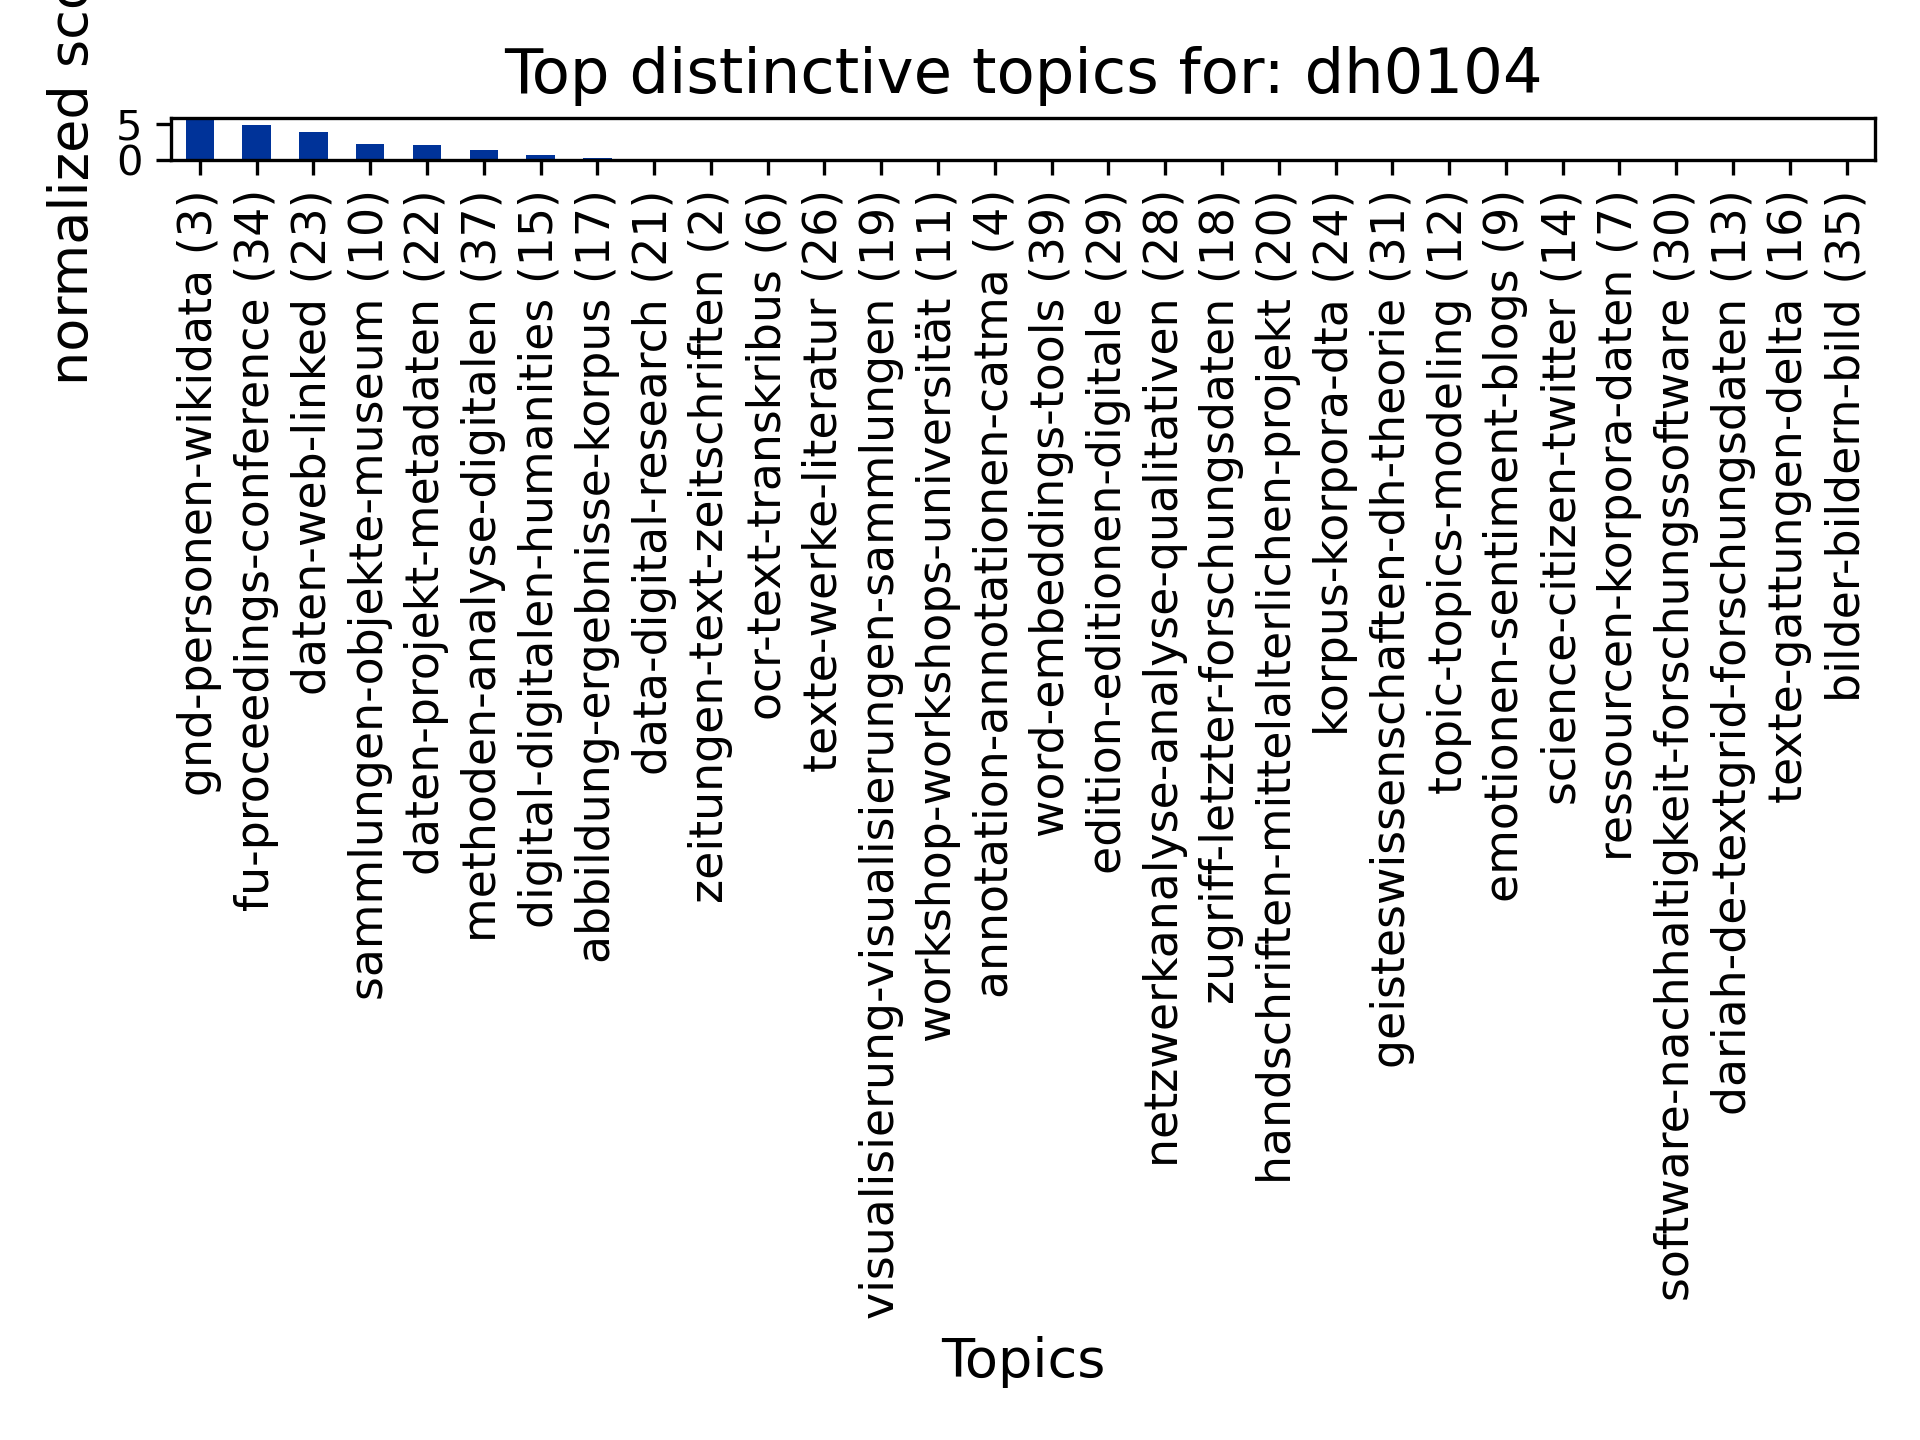 Top distinctive topics for: dh0104
normalized
5
0
gnd-personen-wikidata (3)
fu-proceedings-conference (34)
daten-web-linked (23)
sammlungen-objekte-museum (10)
daten-projekt-metadaten (22)
methoden-analyse-digitalen (37)
digital-digitalen-humanities (15)
abbildung-ergebnisse-korpus (17)
data-digital-research (21)
zeitungen-text-zeitschriften (2)
ocr-text-transkribus (6)
texte-werke-literatur (26)
visualisierung-visualisierungen-sammlungen (19)
workshop-workshops-universität (11)
annotation-annotationen-catma (4)
word-embeddings-tools (39)
edition-editionen-digitale (29)
netzwerkanalyse-analyse-qualitativen (28)
zugriff-letzter-forschungsdaten (18)
handschriften-mittelalterlichen-projekt (20)
korpus-korpora-dta (24)
geisteswissenschaften-dh-theorie (31)
topic-topics-modeling (12)
emotionen-sentiment-blogs (9)
science-citizen-twitter (14)
ressourcen-korpora-daten (7)
software-nachhaltigkeit-forschungssoftware (30)
dariah-de-textgrid-forschungsdaten (13)
texte-gattungen-delta (16)
bilder-bildern-bild (35)
Topics